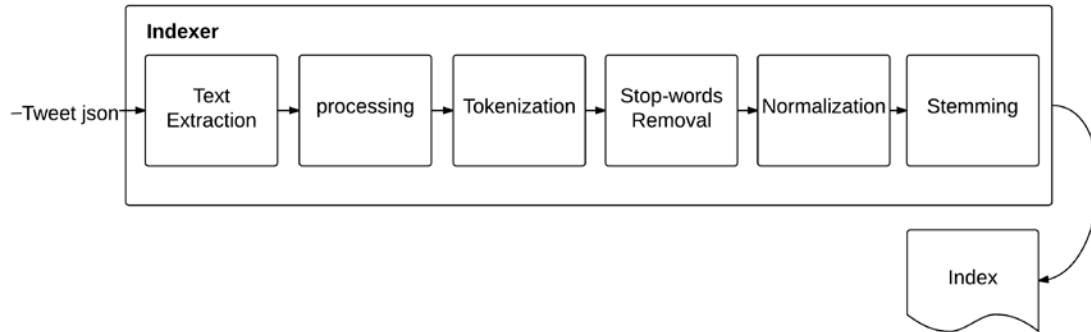 Indexer
–Tweet json
Text
Extraction
processing
Tokenization
Stop-words
Removal
Normalization
Stemming
Index